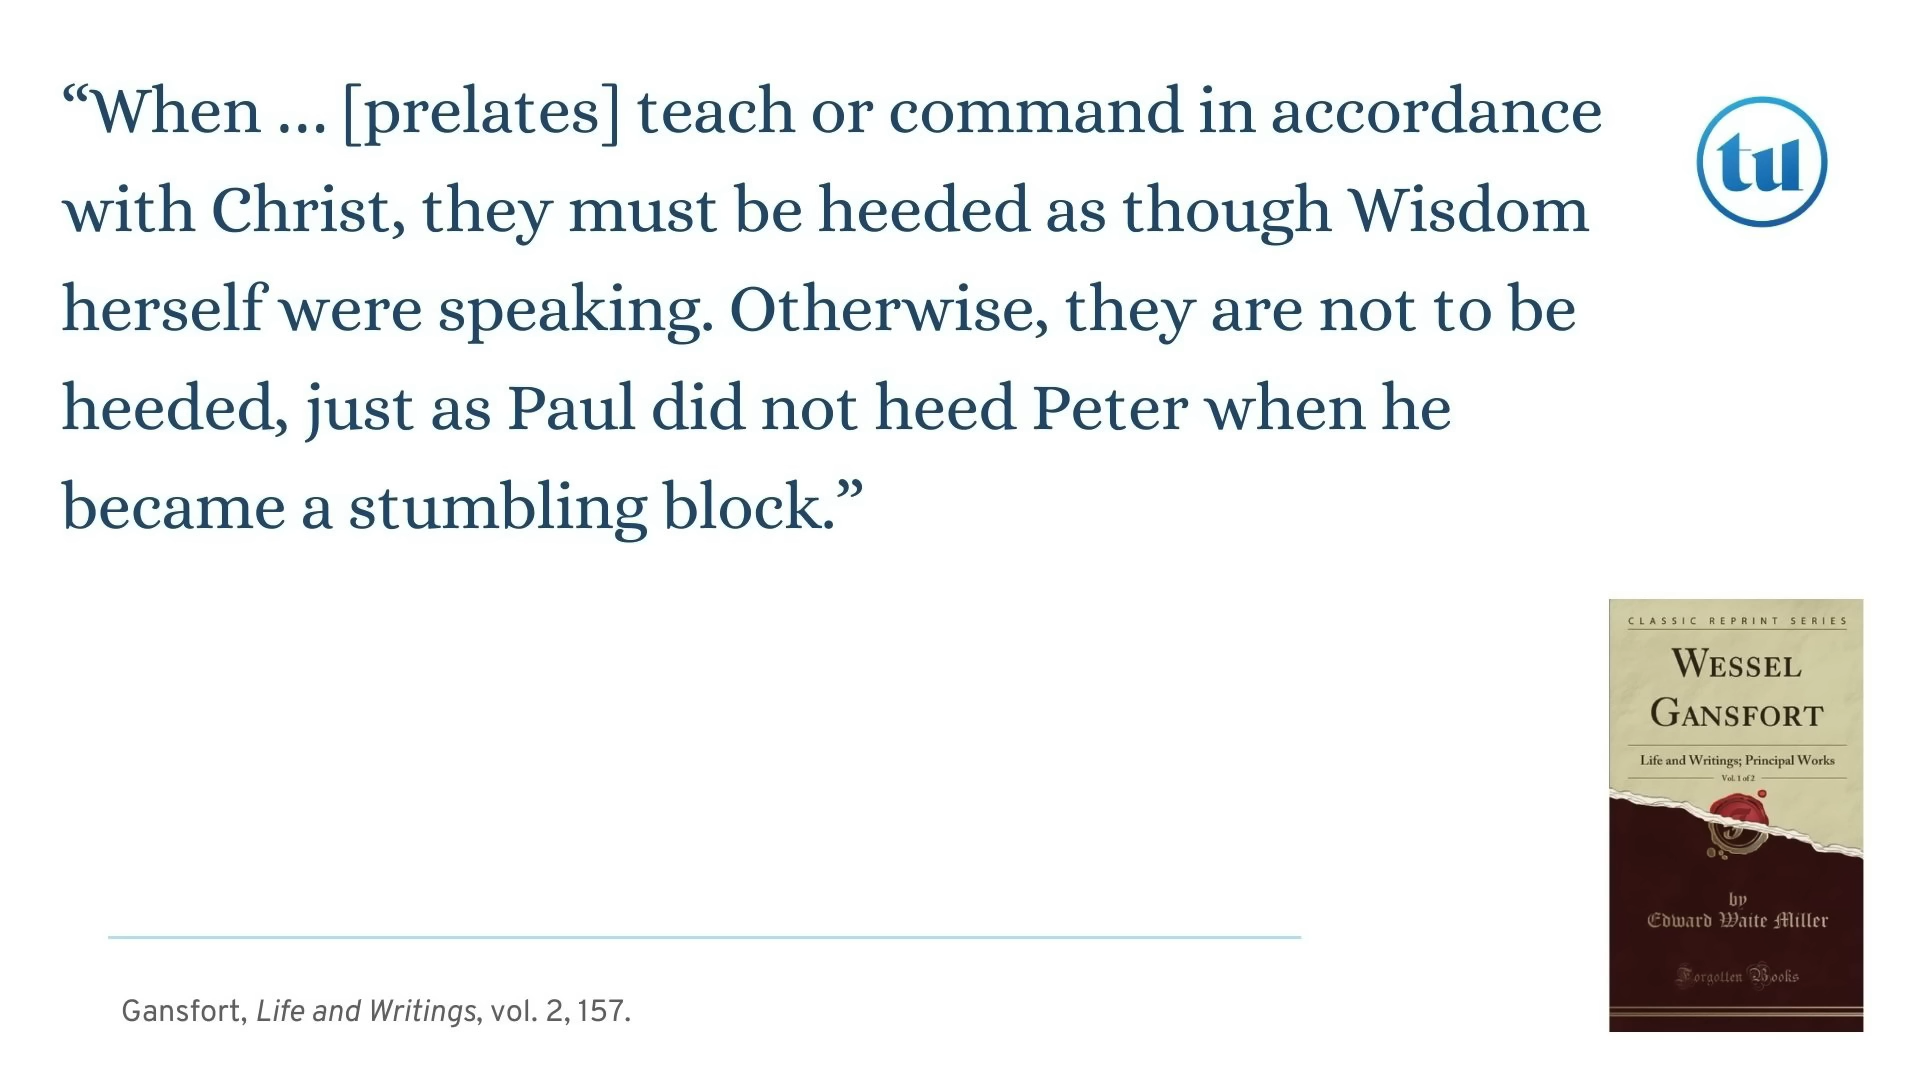 “When ... [prelates] teach or command in accordance
with Christ, they must be heeded as though Wisdom
herself were speaking. Otherwise, they are not to be
heeded, just as Paul did not heed Peter when he
became a stumbling block.”
tu
CLASSIC REPRINT SERIES
WESSEL
GANSFORT
Life and Writings; Principal Works
Vol. 1 of 2
by
Edward Waite Miller
Forgotten Books
Gansfort, Life and Writings, vol. 2, 157.